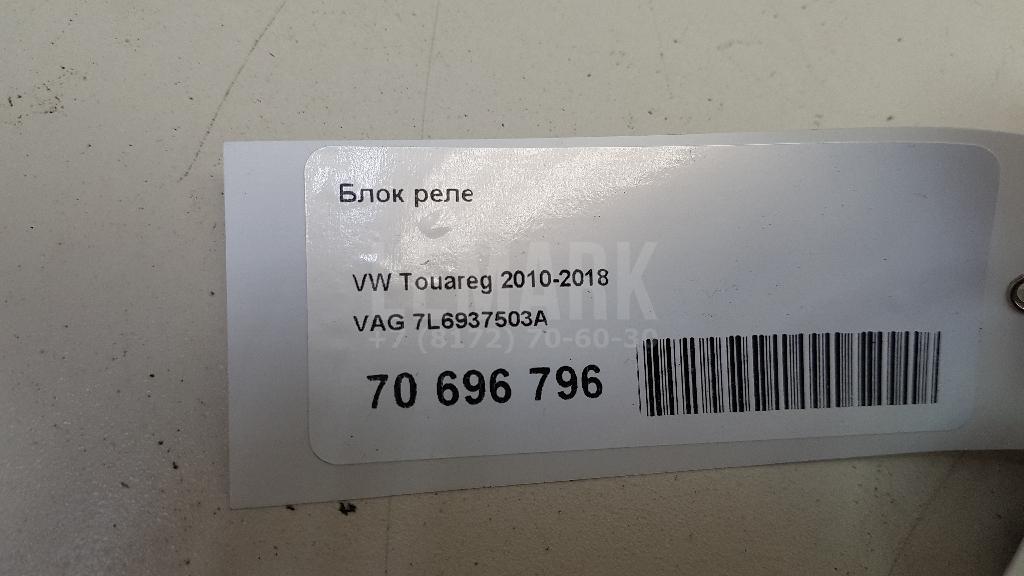 Блок реле
VW Touareg 2010-2018
VAG 7L6937503A
+7 (8172) 70-60-30
70 696 796